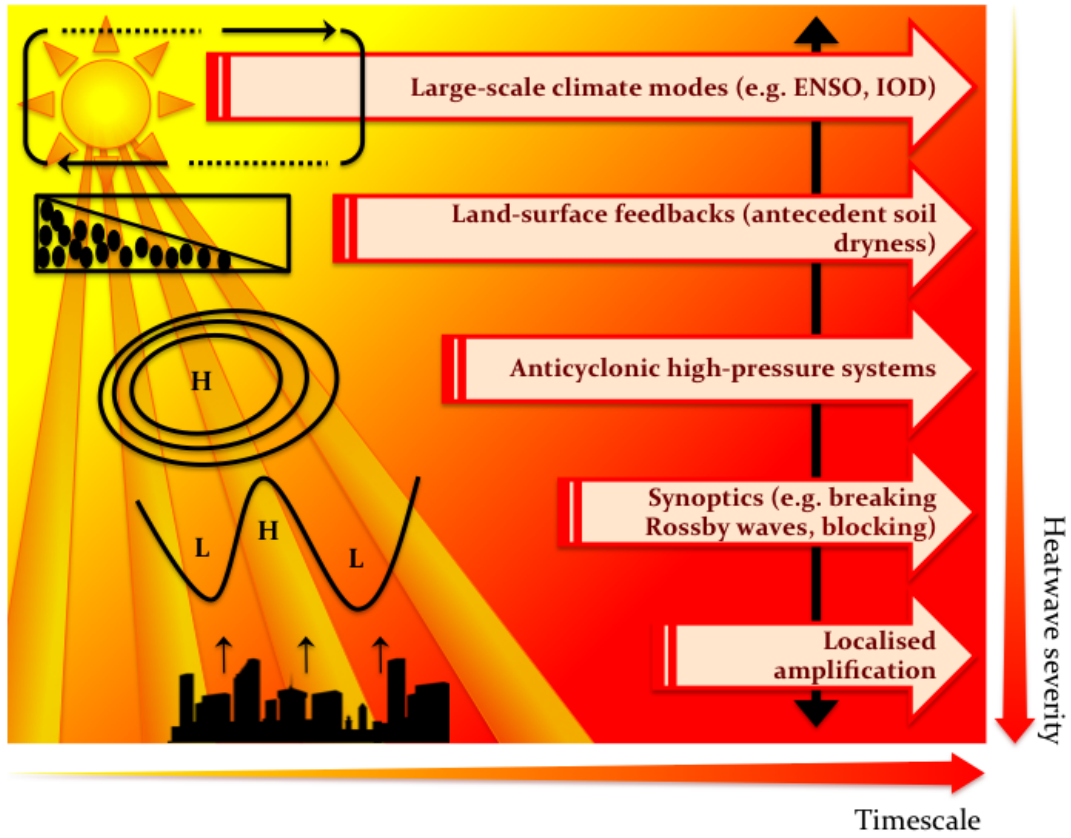 Large-scale climate modes (e.g. ENSO, IOD)
Land-surface feedbacks (antecedent soil
dryness)
Anticyclonic high-pressure systems
H
Synoptics (e.g. breaking
Rossby waves, blocking)
L
H
L
Localised
amplification
Heatwave severity
Timescale